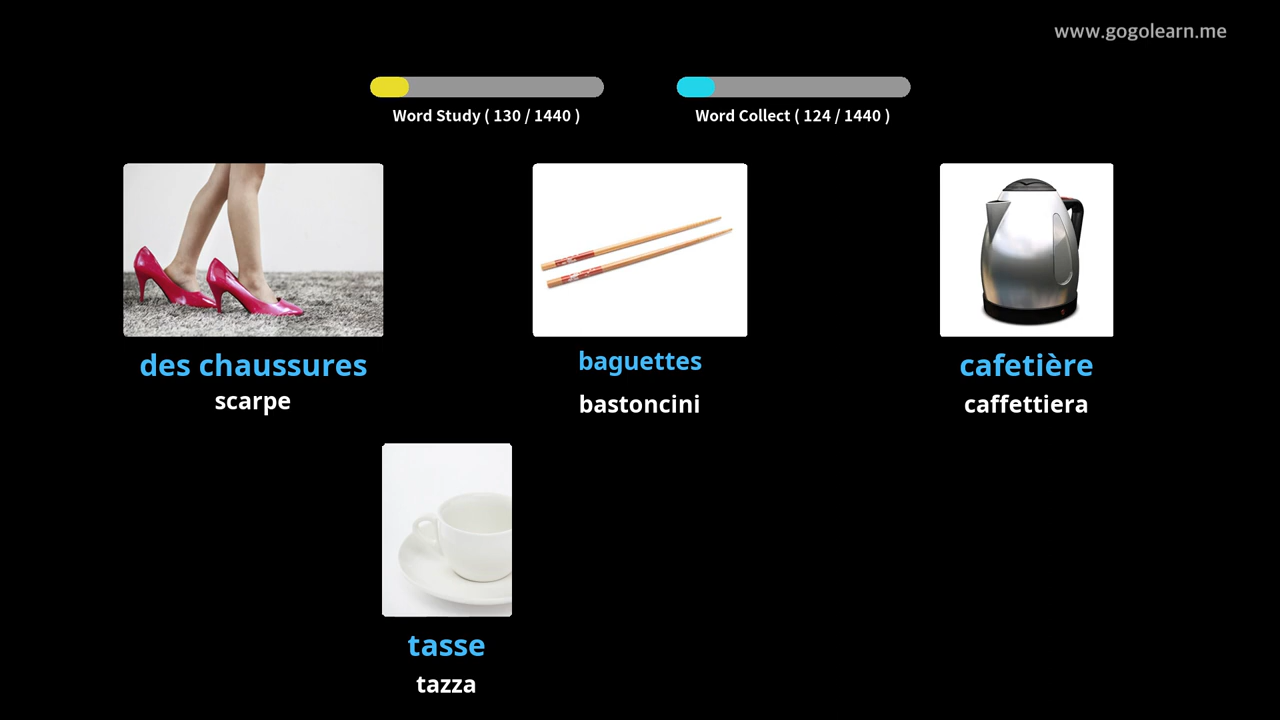 www.gogolearn.me
Word Study ( 130 / 1440 )
Word Collect ( 124 / 1440 )
des chaussures
scarpe
baguettes
bastoncini
cafetière
caffettiera
tasse
tazza